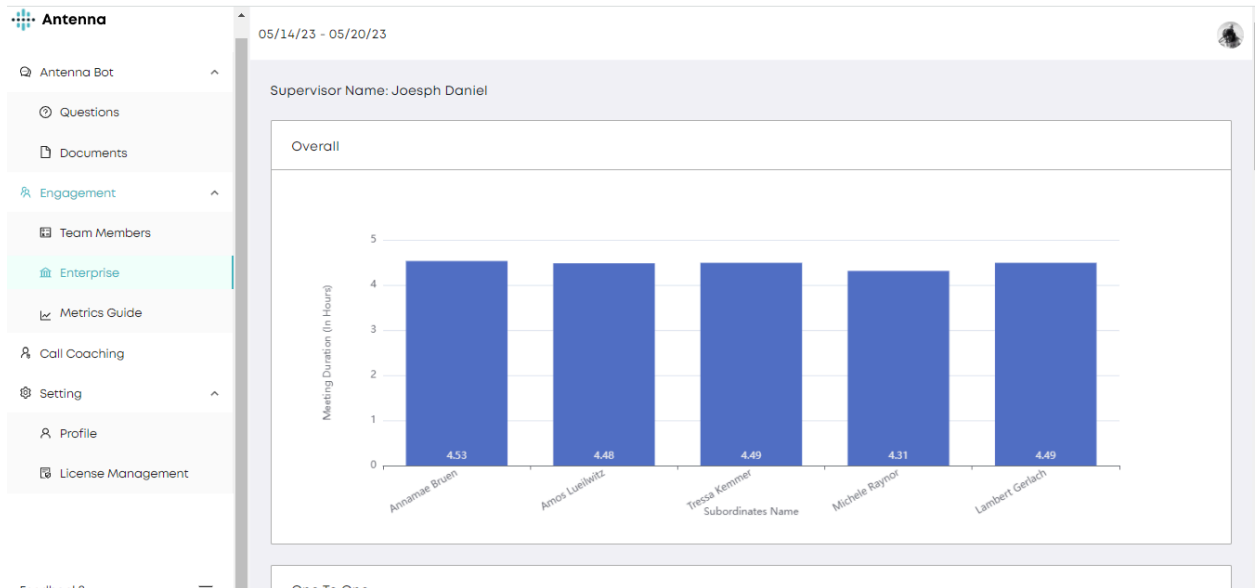 Antenna
Antenna Bot
Questions
Documents
Engagement
Team Members
Enterprise
Metrics Guide
Call Coaching
Setting
Profile
License Management
05/14/23 - 05/20/23
Supervisor Name: Joesph Daniel
Overall
Meeting Duration (In Hours)
5
4
3
2
1
0
4.53
4.48
4.49
4.31
4.49
Annamae Bruen
Amos Lueilwitz
Tressa Kemmer
Michele Raynor
Lambert Gerlach
Subordinates Name
One To One